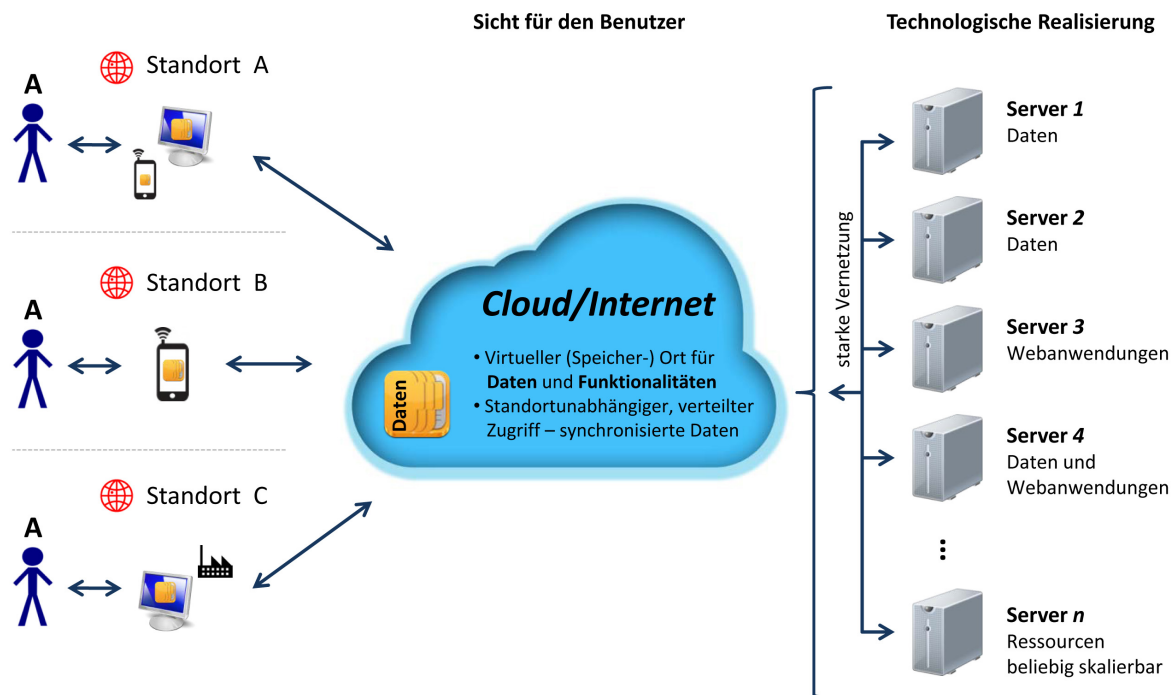 Sicht für den Benutzer
Technologische Realisierung
Standort A
A
Standort B
A
Standort C
A
Cloud/Internet
• Virtueller (Speicher-) Ort für
Daten und Funktionalitäten
• Standortunabhängiger, verteilter
Zugriff – synchronisierte Daten
Daten
starke Vernetzung
Server 1
Daten
Server 2
Daten
Server 3
Webanwendungen
Server 4
Daten und
Webanwendungen
...
Server n
Ressourcen
beliebig skalierbar